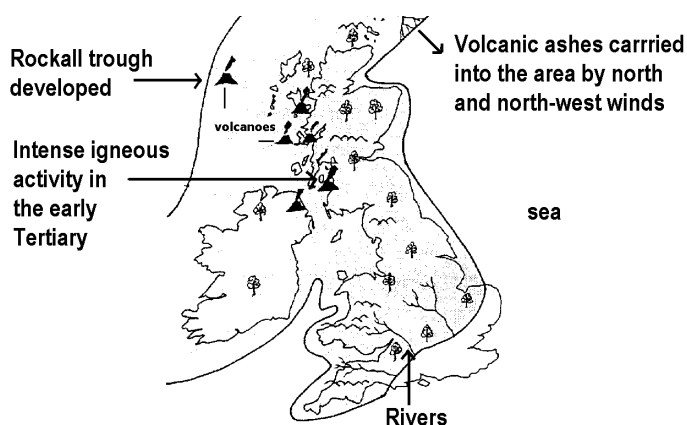 Rockall trough
developed
Volcanic ashes carrried
into the area by north
and north-west winds
volcanoes
Intense igneous
activity in
the early
Tertiary
sea
Rivers